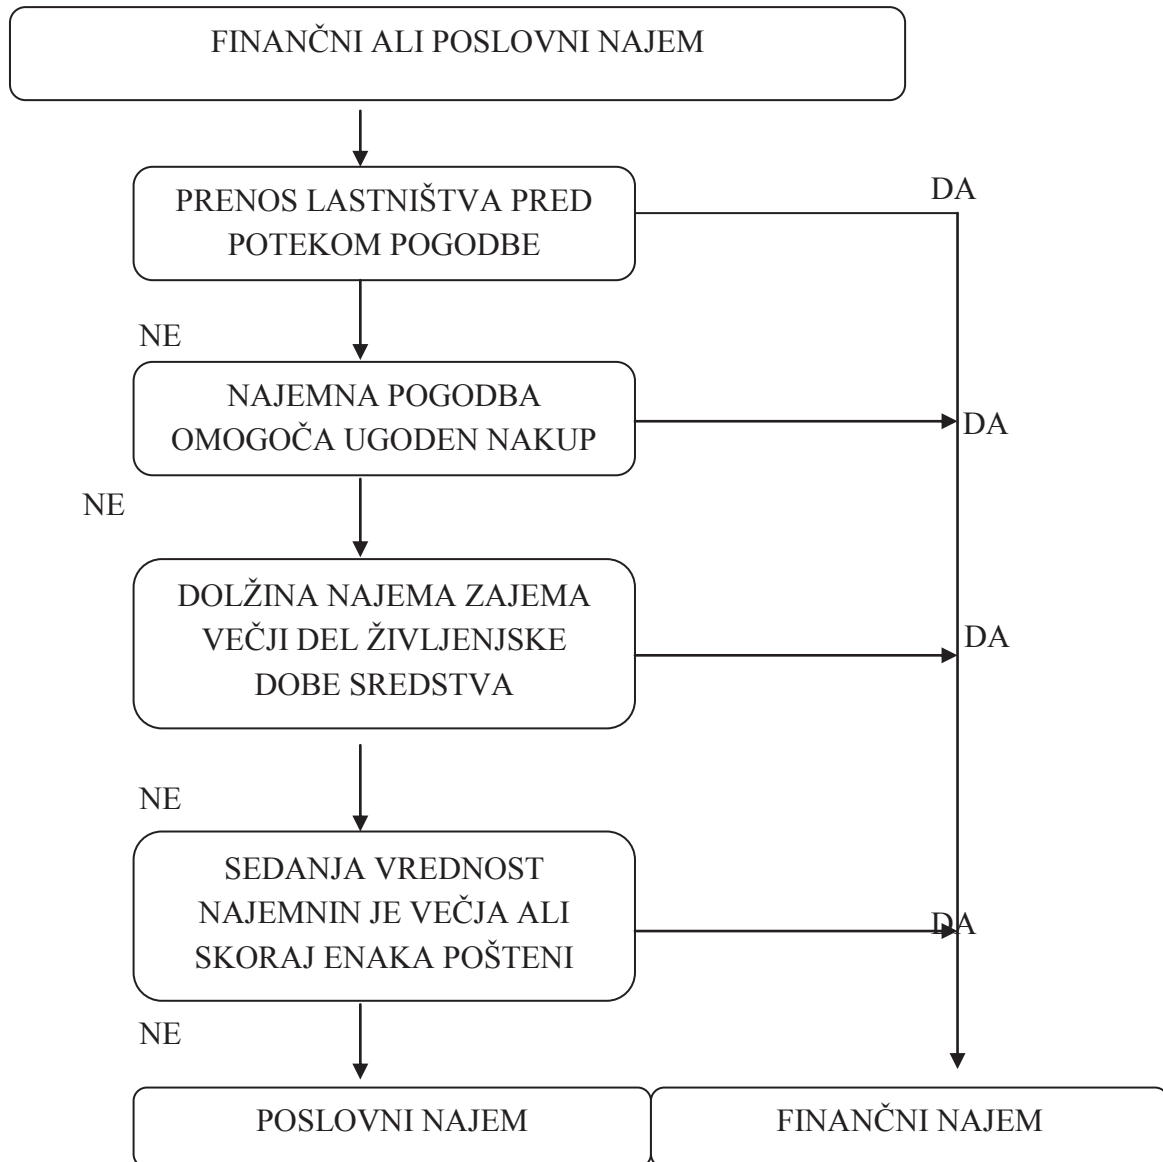 FINANČNI ALI POSLOVNI NAJEM
PRENOS LASTNIŠTVA PRED
POTEKOM POGODBE
DA
NE
NAJEMNA POGODBA
OMOGOČA UGODEN NAKUP
DA
NE
DOLŽINA NAJEMA ZAJEMA
VEČJI DEL ŽIVLJENJSKE
DOBE SREDSTVA
DA
NE
SEDANJA VREDNOST
NAJEMNIN JE VEČJA ALI
SKORAJ ENAKA POŠTENI
DA
NE
POSLOVNI NAJEM
FINANČNI NAJEM